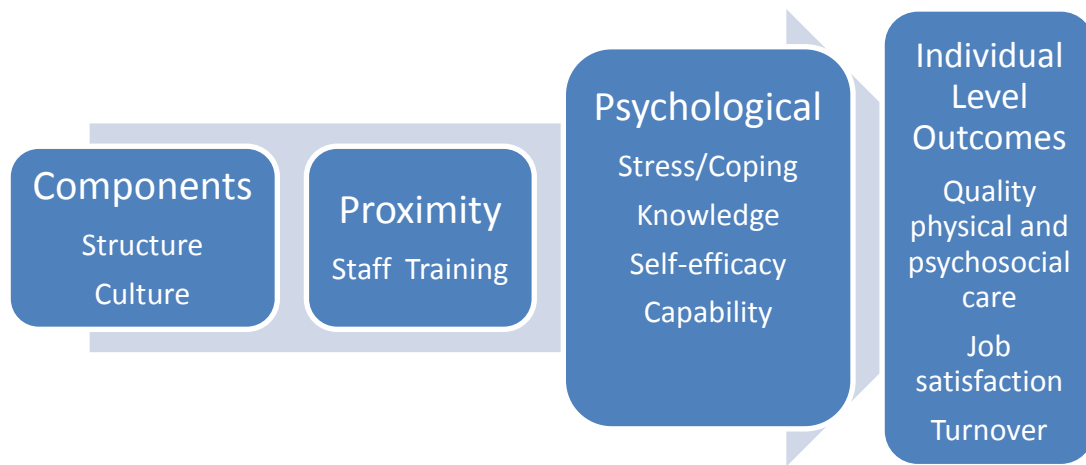 Components
Structure
Culture
Proximity
Staff Training
Psychological
Stress/Coping
Knowledge
Self-efficacy
Capability
Individual
Level
Outcomes
Quality
physical and
psychosocial
care
Job
satisfaction
Turnover